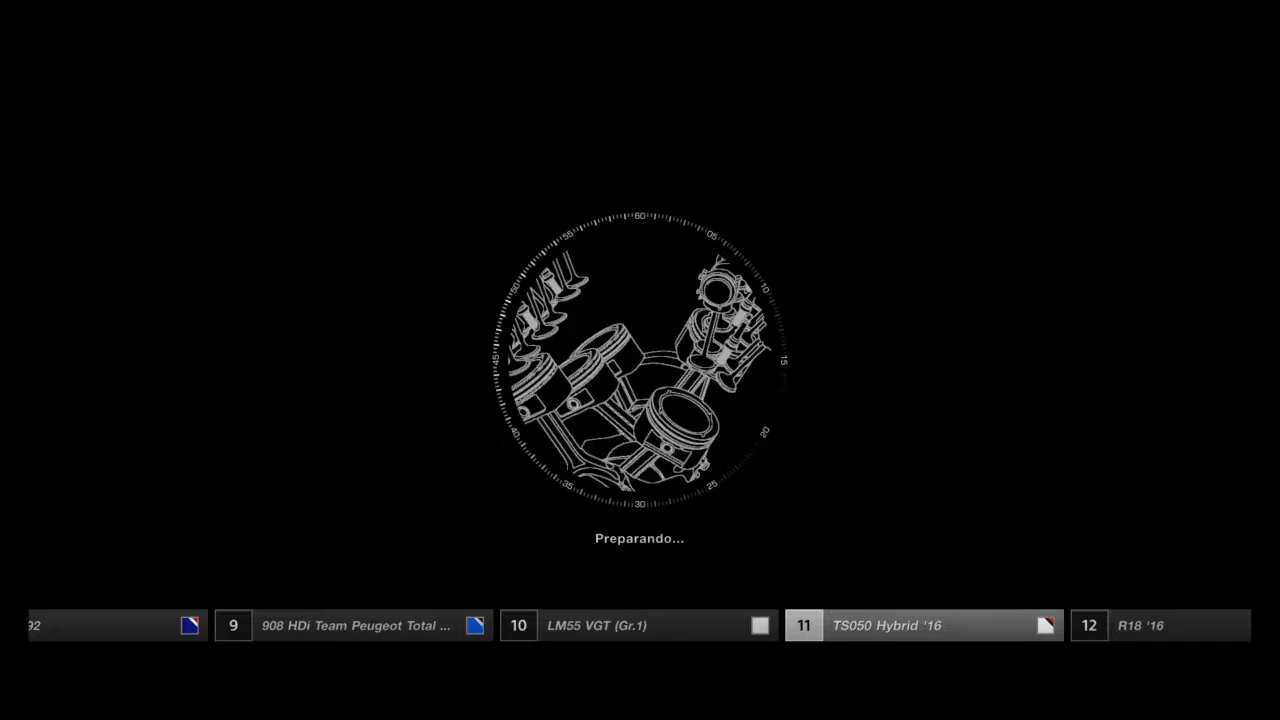 60
55
05
50
10
45
15
40
20
35
25
30
Preparando...
92
9 908 HDi Team Peugeot Total ...
10 LM55 VGT (Gr.1)
11 TS050 Hybrid '16
12 R18 '16